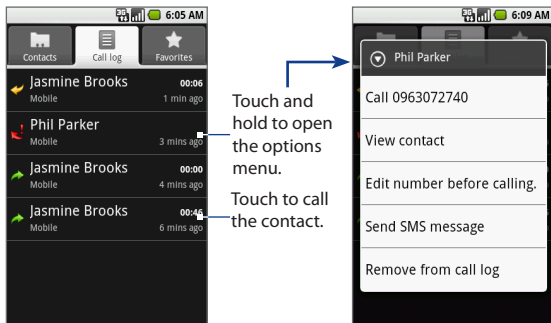 3G 6:05 AM
Contacts Call log Favorites
Jasmine Brooks 00:06
Mobile 1 min ago
Phil Parker
Mobile 3 mins ago
Jasmine Brooks 00:00
Mobile 4 mins ago
Jasmine Brooks 00:46
Mobile 6 mins ago
Touch and
hold to open
the options
menu.
Touch to call
the contact.
3G 6:09 AM
Phil Parker
Call 0963072740
View contact
Edit number before calling.
Send SMS message
Remove from call log